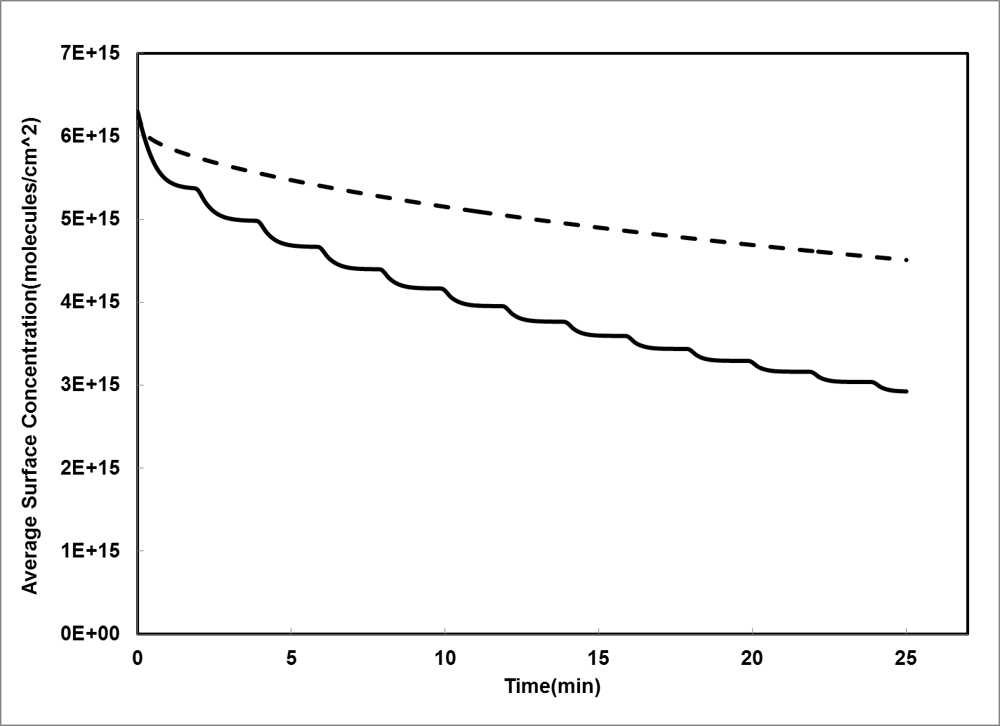 7E+15
6E+15
5E+15
4E+15
3E+15
2E+15
1E+15
0E+00
Average Surface Concentration(molecules/cm^2)
0 5 10 15 20 25
Time(min)